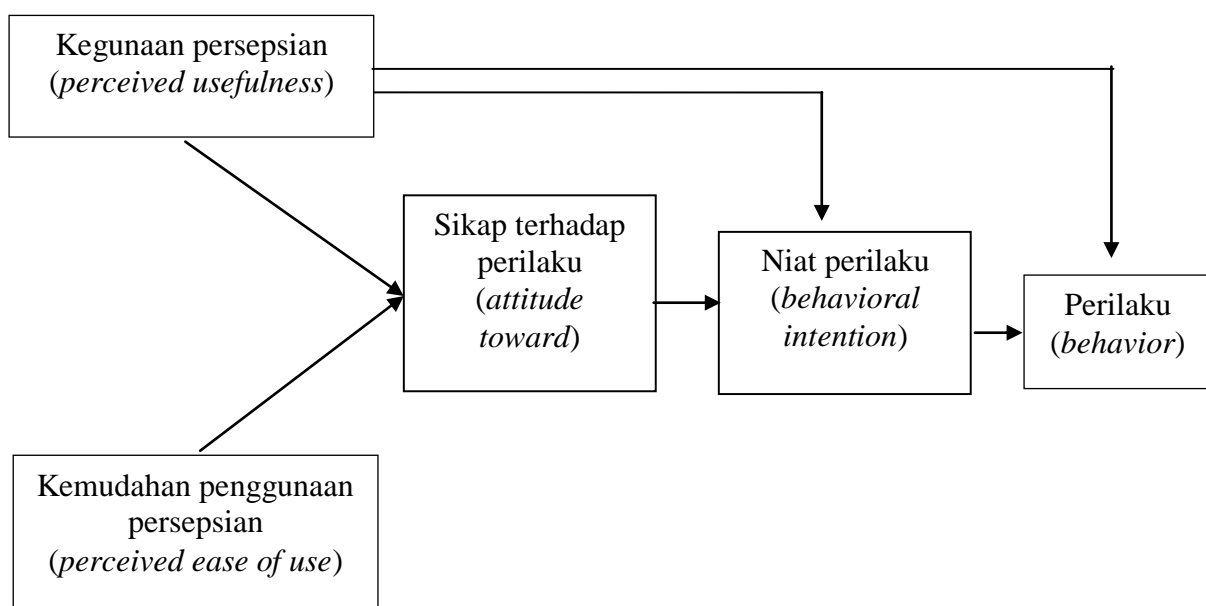 Kegunaan persepsian
(perceived usefulness)
Sikap terhadap
perilaku
(attitude
toward)
Niat perilaku
(behavioral
intention)
Perilaku
(behavior)
Kemudahan penggunaan
persepsian
(perceived ease of use)